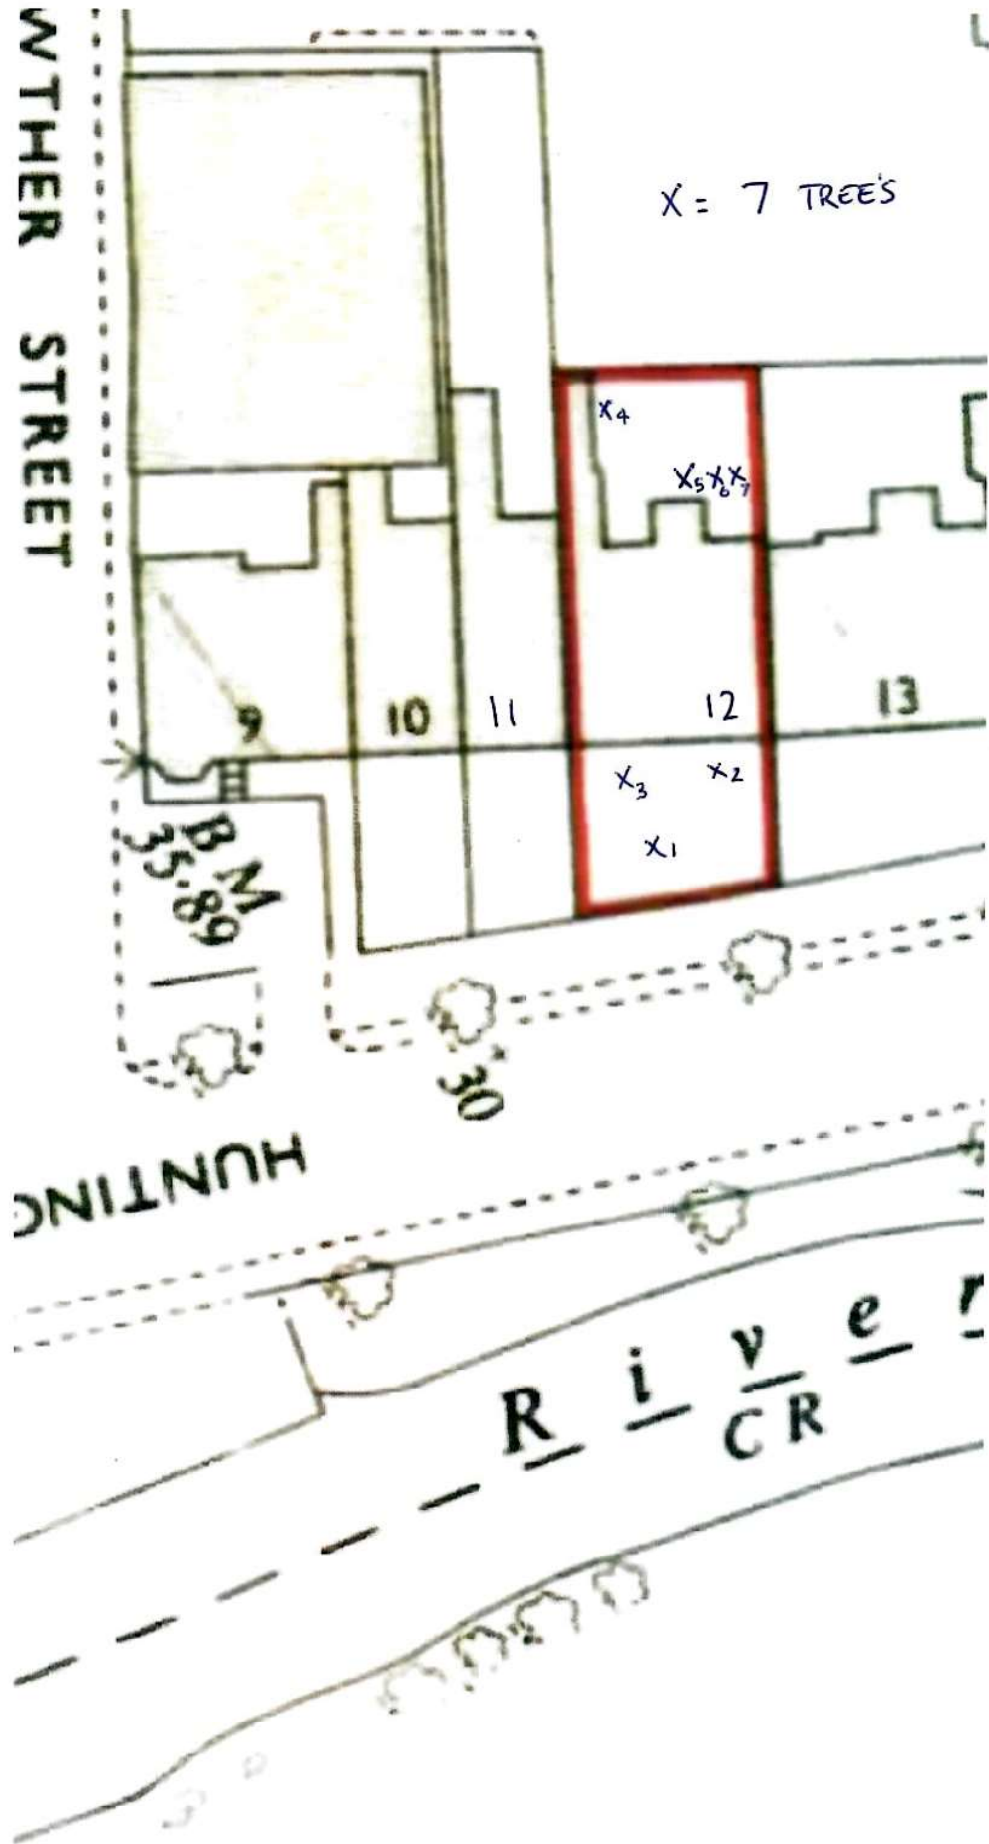 WTHER STREET
X = 7 TREE'S
X4
X5 X6 X7
9
10
11
12
13
X3
X2
X1
B M
35.89
30
HUNTING
River
CR